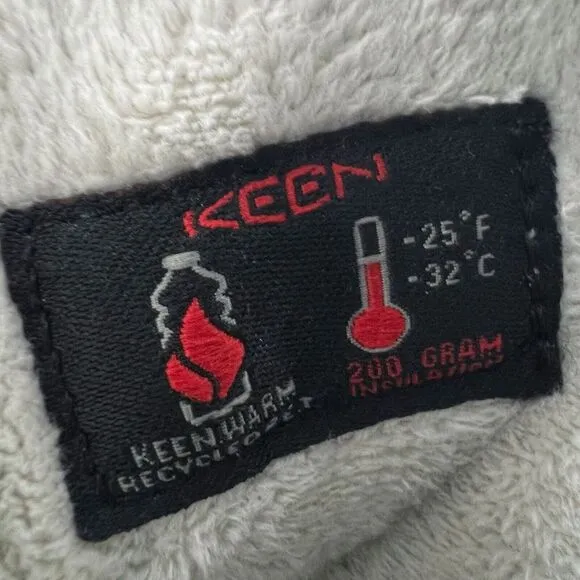 KEEN
-25°F
-32°C
200 GRAM
INSULATION
KEEN.WARM
RECYCLED P.E.T.